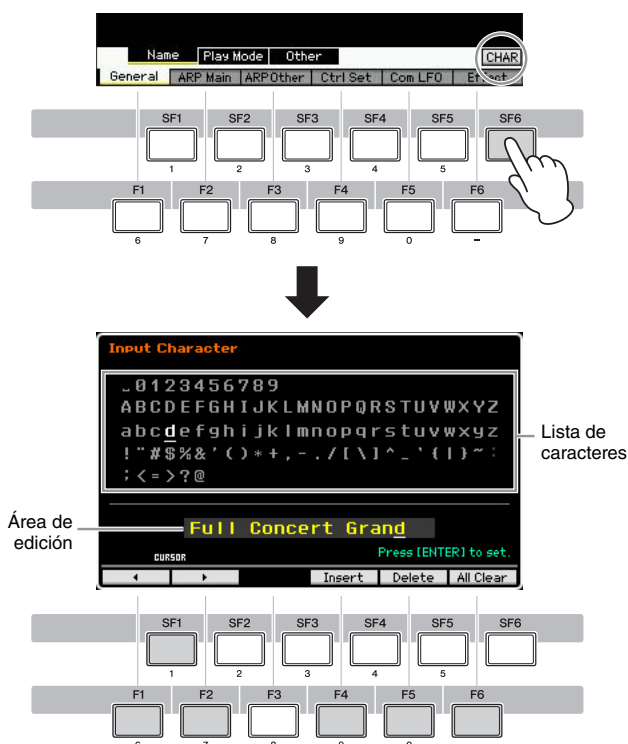 Name Play Mode Other CHAR
General ARP Main ARPOther Ctrl Set Com LFO Effect
SF1 SF2 SF3 SF4 SF5 SF6
1 2 3 4 5
F1 F2 F3 F4 F5 F6
6 7 8 9 0 –
Input Character
␣0123456789
ABCDEFGHIJKLMNOPQRSTUVWXYZ
abcdefghijklmnopqrstuvwxyz
!"#$%&'()*+,-./[\]^_`{|}~:
;<=>?@
Lista de
caracteres
Área de
edición
Full Concert Grand
CURSOR Press [ENTER] to set.
Insert Delete All Clear
SF1 SF2 SF3 SF4 SF5 SF6
1 2 3 4 5
F1 F2 F3 F4 F5 F6